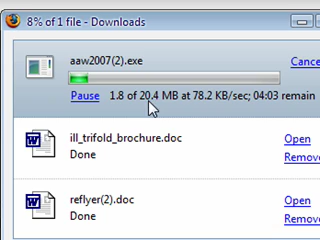 8% of 1 file - Downloads
aaw2007(2).exe
Cance
Pause 1.8 of 20.4 MB at 78.2 KB/sec; 04:03 remain
ill_trifold_brochure.doc Open
Done Remove
reflyer(2).doc Open
Done Remove